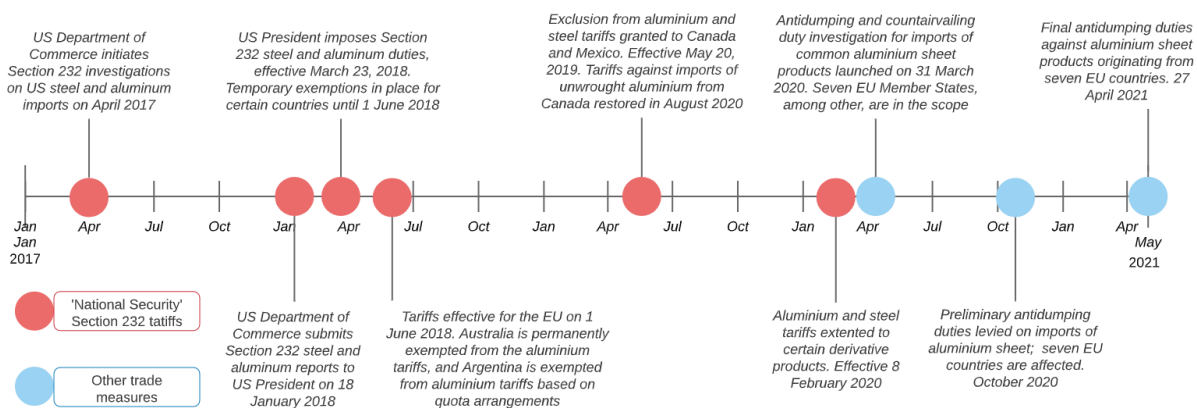 US Department of
Commerce initiates
Section 232 investigations
on US steel and aluminum
imports on April 2017
US President imposes Section
232 steel and aluminum duties,
effective March 23, 2018.
Temporary exemptions in place for
certain countries until 1 June 2018
Exclusion from aluminium and
steel tariffs granted to Canada
and Mexico. Effective May 20,
2019. Tariffs against imports of
unwrought aluminium from
Canada restored in August 2020
Antidumping and countairvailing
duty investigation for imports of
common aluminium sheet
products launched on 31 March
2020. Seven EU Member States,
among other, are in the scope
Final antidumping duties
against aluminium sheet
products originating from
seven EU countries. 27
April 2021
Jan
Apr
Jul
Oct
Jan
Apr
Jul
Oct
Jan
Apr
Jul
Oct
Jan
Apr
Jul
Oct
Jan
Apr
Jan
2017
May
2021
'National Security'
Section 232 tatiffs
Other trade
measures
US Department of
Commerce submits
Section 232 steel and
aluminum reports to
US President on 18
January 2018
Tariffs effective for the EU on 1
June 2018. Australia is permanently
exempted from the aluminium
tariffs, and Argentina is exempted
from aluminium tariffs based on
quota arrangements
Aluminium and steel
tariffs extented to
certain derivative
products. Effective 8
February 2020
Preliminary antidumping
duties levied on imports of
aluminium sheet; seven EU
countries are affected.
October 2020